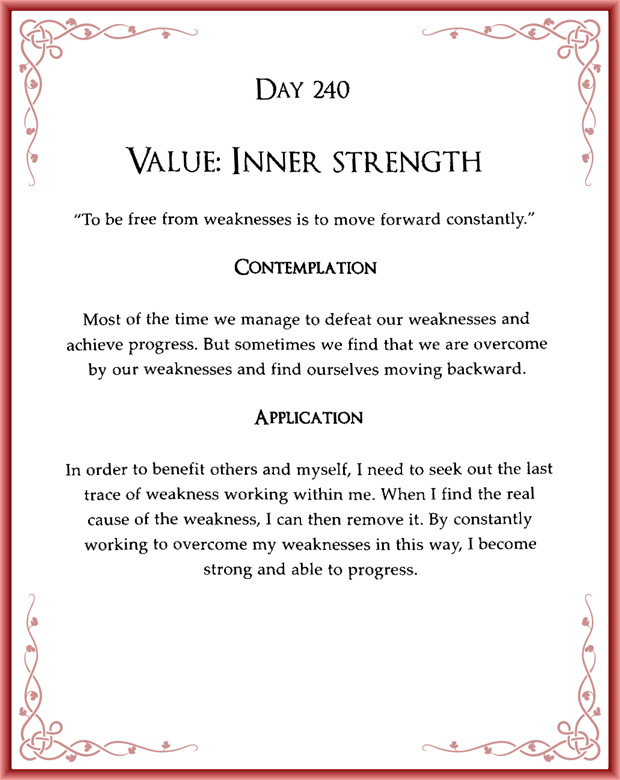 Day 240
Value: Inner strength
“To be free from weaknesses is to move forward constantly.”
Contemplation
Most of the time we manage to defeat our weaknesses and
achieve progress. But sometimes we find that we are overcome
by our weaknesses and find ourselves moving backward.
Application
In order to benefit others and myself, I need to seek out the last
trace of weakness working within me. When I find the real
cause of the weakness, I can then remove it. By constantly
working to overcome my weaknesses in this way, I become
strong and able to progress.